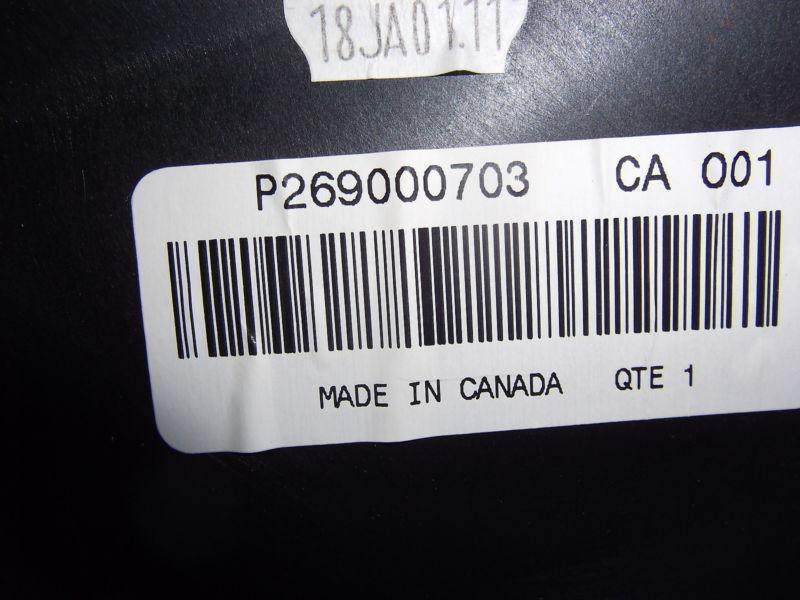 18JA01.11
P269000703 CA 001
MADE IN CANADA QTE 1